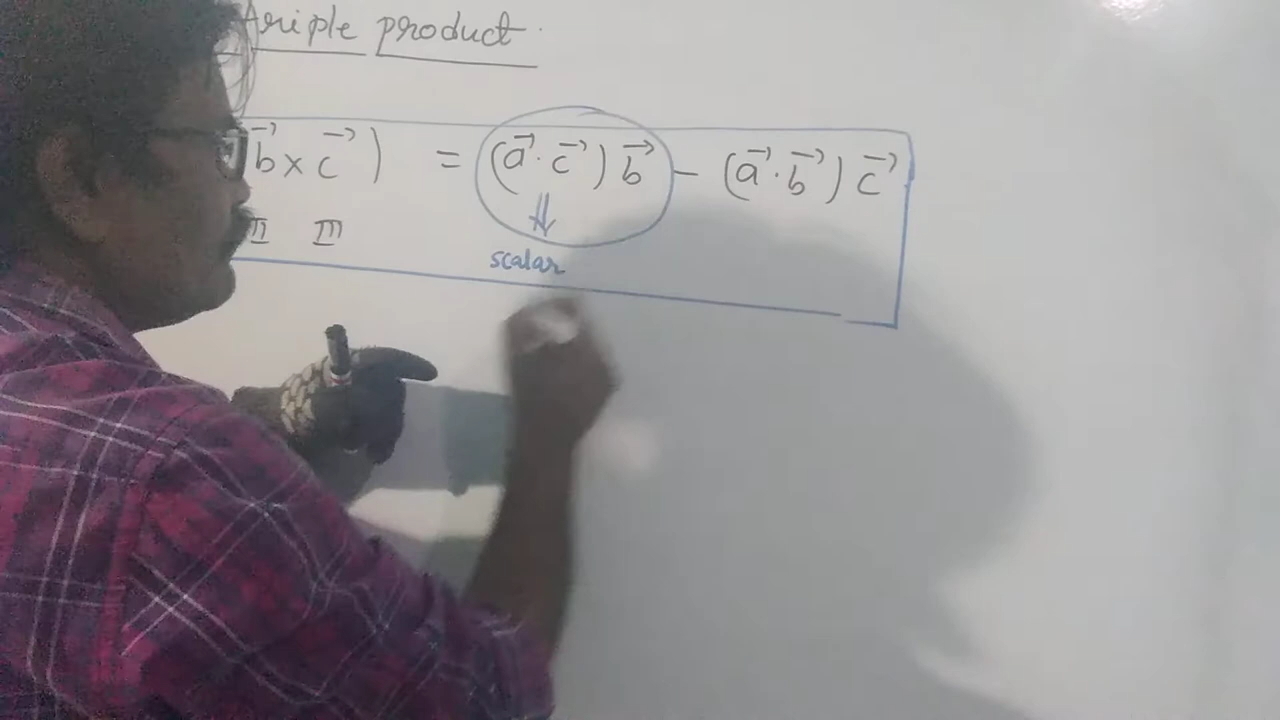 triple product
b⃗ × c⃗ ) = (a⃗ · c⃗ ) b⃗ – (a⃗ · b⃗ ) c⃗
II III
scalar